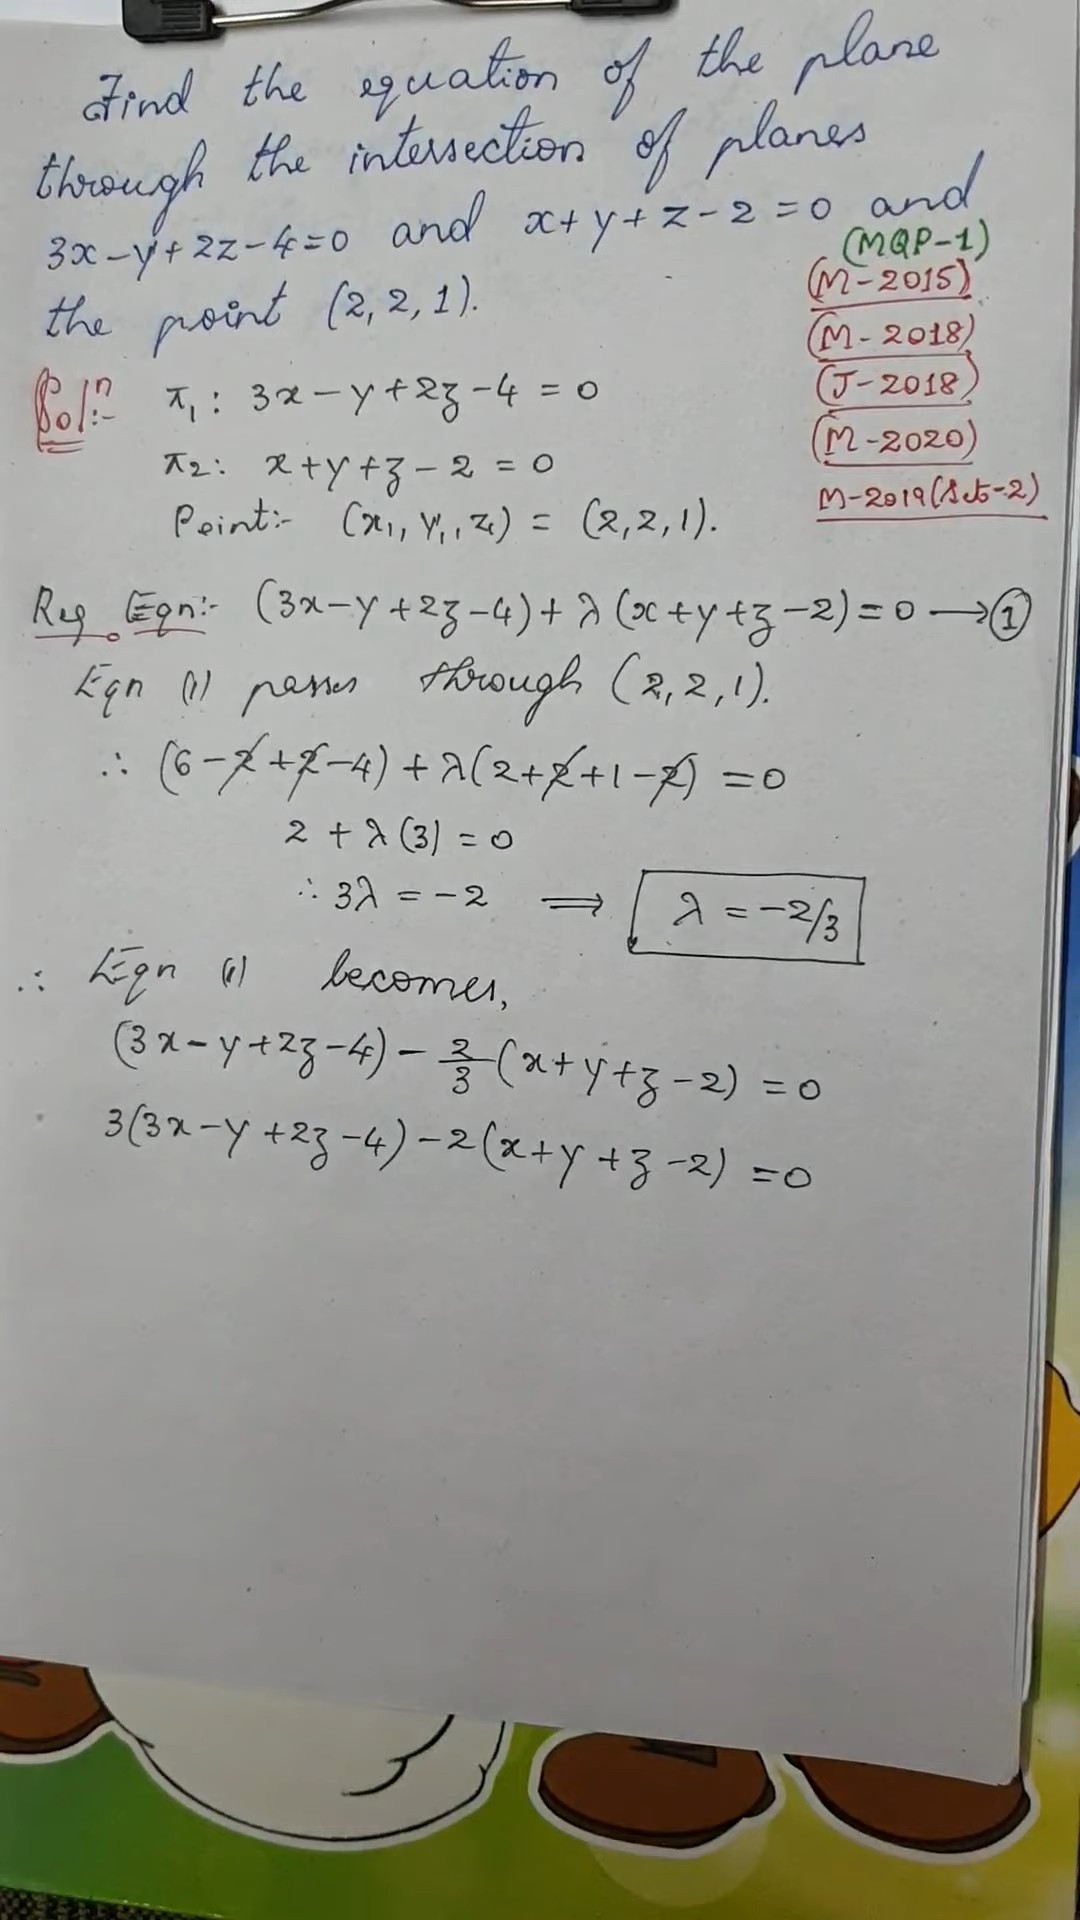 Find the equation of the plane
through the intersection of planes
3x-y+2z-4=0 and x+y+z-2=0 and
(MQP-1)
the point (2,2,1).
(M-2015)
(M-2018)
(J-2018)
(M-2020)
M-2019(Set-2)
Solⁿ:- π₁: 3x-y+2z-4=0
π₂: x+y+z-2=0
Point:- (x₁,y₁,z₁) = (2,2,1).
Req. Eqn:- (3x-y+2z-4)+λ(x+y+z-2)=0 → ①
Eqn (1) passes through (2,2,1).
∴ (6-2+2-4)+λ(2+2+1-2) = 0
2+λ(3) = 0
∴ 3λ = -2 ⟹ λ = -2/3
∴ Eqn (1) becomes,
(3x-y+2z-4)-2/3(x+y+z-2) = 0
3(3x-y+2z-4)-2(x+y+z-2) = 0